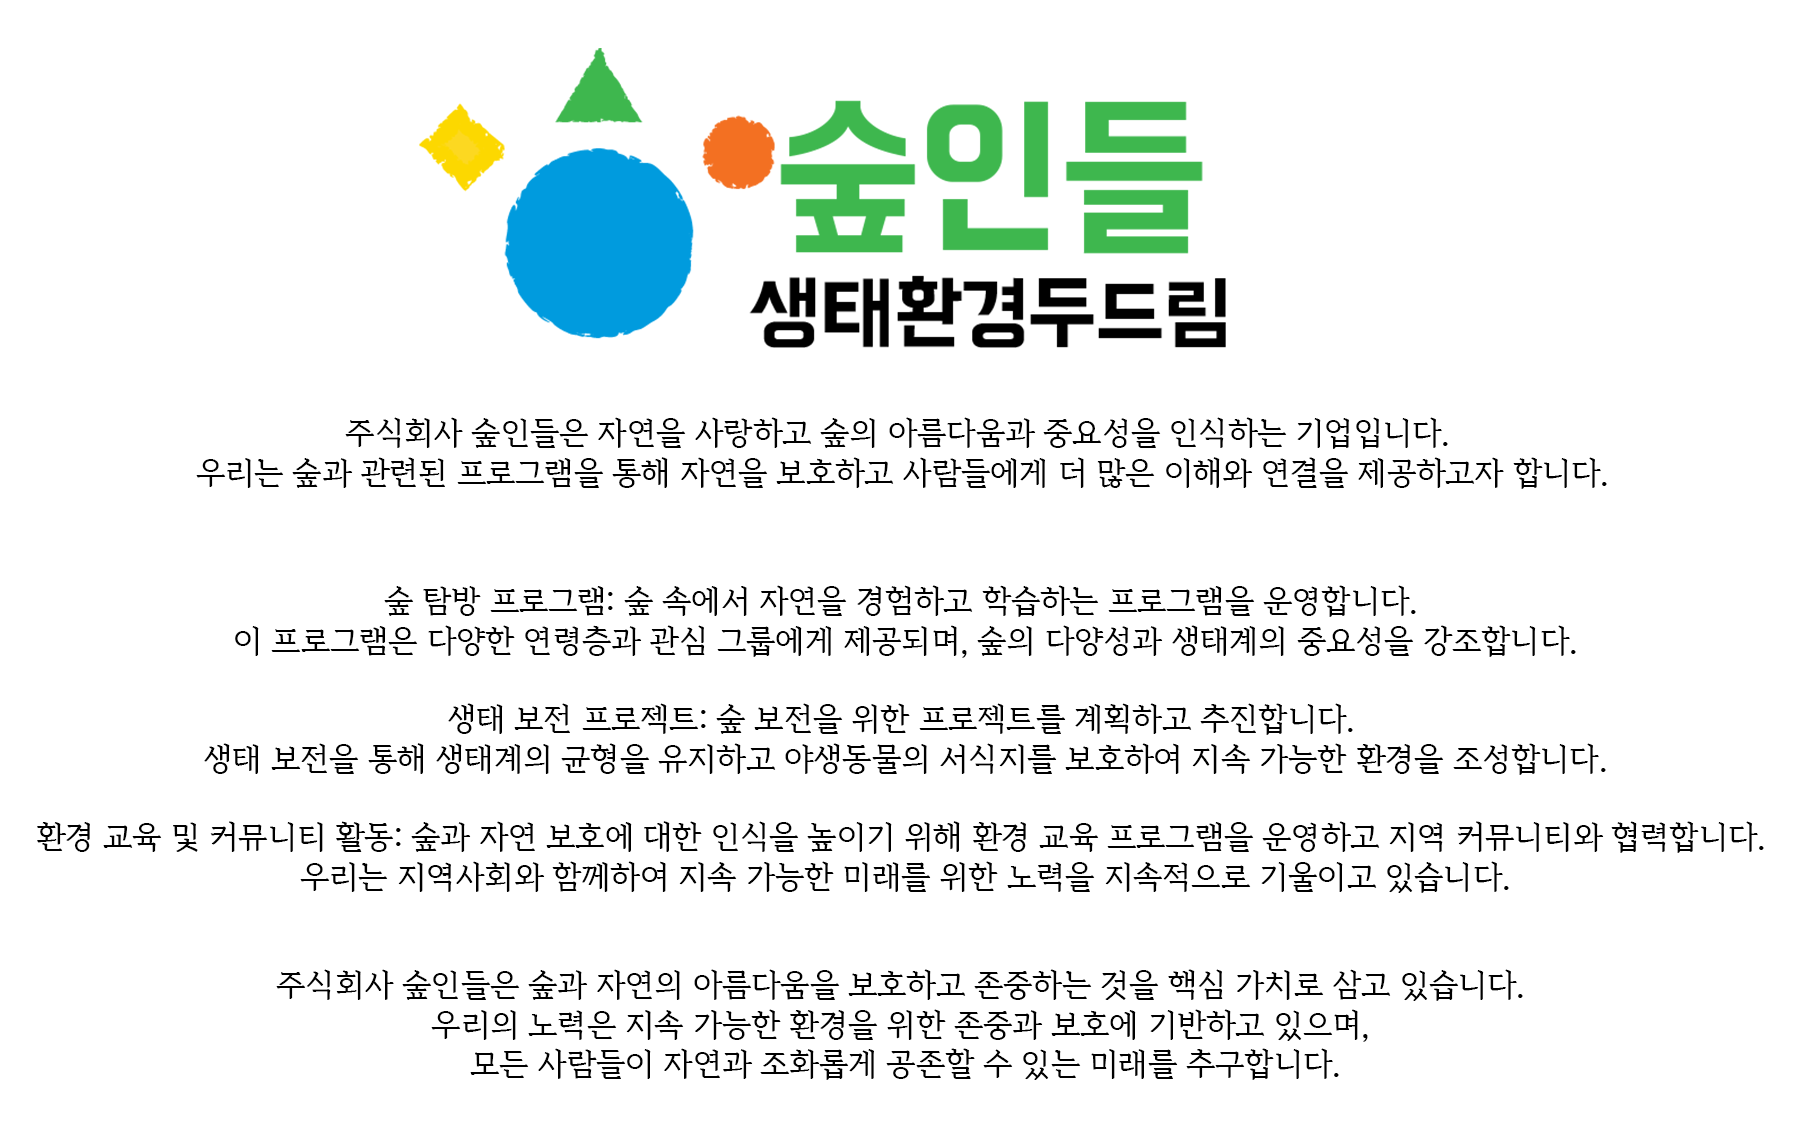 숲인들
생태환경두드림
주식회사 숲인들은 자연을 사랑하고 숲의 아름다움과 중요성을 인식하는 기업입니다.
우리는 숲과 관련된 프로그램을 통해 자연을 보호하고 사람들에게 더 많은 이해와 연결을 제공하고자 합니다.
숲 탐방 프로그램: 숲 속에서 자연을 경험하고 학습하는 프로그램을 운영합니다.
이 프로그램은 다양한 연령층과 관심 그룹에게 제공되며, 숲의 다양성과 생태계의 중요성을 강조합니다.
생태 보전 프로젝트: 숲 보전을 위한 프로젝트를 계획하고 추진합니다.
생태 보전을 통해 생태계의 균형을 유지하고 야생동물의 서식지를 보호하여 지속 가능한 환경을 조성합니다.
환경 교육 및 커뮤니티 활동: 숲과 자연 보호에 대한 인식을 높이기 위해 환경 교육 프로그램을 운영하고 지역 커뮤니티와 협력합니다.
우리는 지역사회와 함께하여 지속 가능한 미래를 위한 노력을 지속적으로 기울이고 있습니다.
주식회사 숲인들은 숲과 자연의 아름다움을 보호하고 존중하는 것을 핵심 가치로 삼고 있습니다.
우리의 노력은 지속 가능한 환경을 위한 존중과 보호에 기반하고 있으며,
모든 사람들이 자연과 조화롭게 공존할 수 있는 미래를 추구합니다.